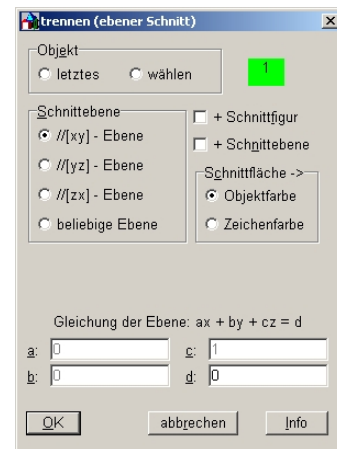 trennen (ebener Schnitt)
Objekt
letztes wählen
1
Schnittebene
//[xy] - Ebene
//[yz] - Ebene
//[zx] - Ebene
beliebige Ebene
+ Schnittfigur
+ Schnittebene
Schnittfläche ->
Objektfarbe
Zeichenfarbe
Gleichung der Ebene: ax + by + cz = d
a: 0 c: 1
b: 0 d: 0
OK abbrechen Info